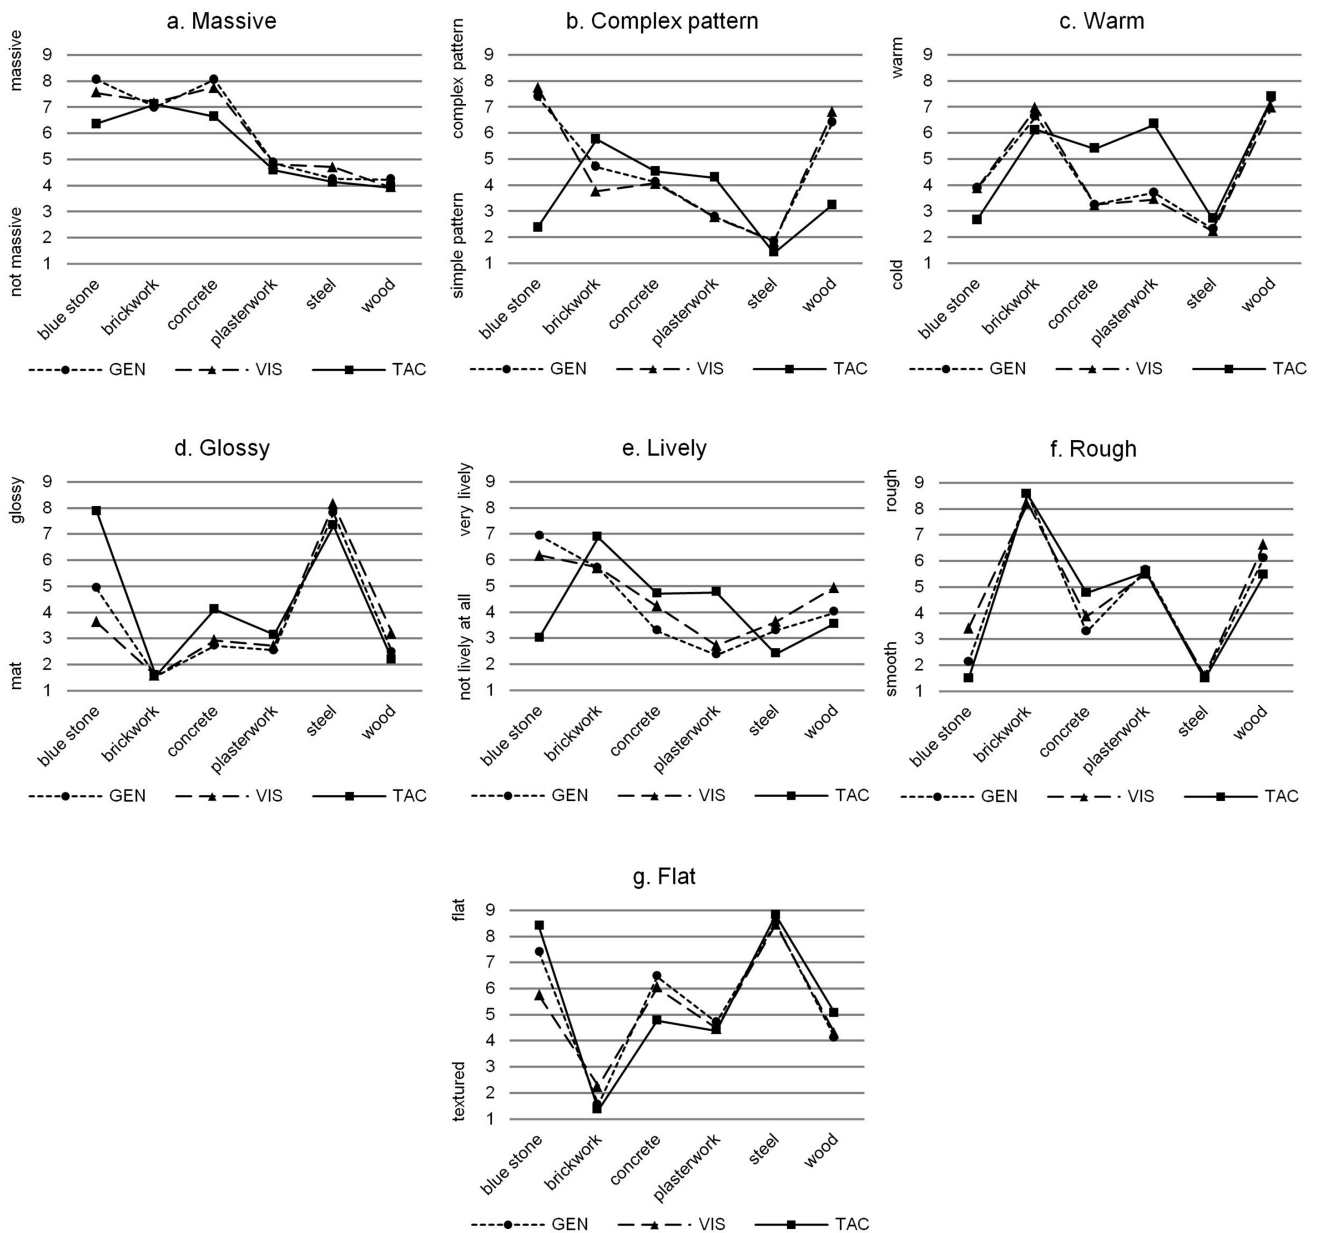 a. Massive
massive
not massive
9
8
7
6
5
4
3
2
1
blue stone
brickwork
concrete
plasterwork
steel
wood
GEN VIS TAC
b. Complex pattern
complex pattern
simple pattern
9
8
7
6
5
4
3
2
1
blue stone
brickwork
concrete
plasterwork
steel
wood
GEN VIS TAC
c. Warm
warm
cold
9
8
7
6
5
4
3
2
1
blue stone
brickwork
concrete
plasterwork
steel
wood
GEN VIS TAC
d. Glossy
glossy
mat
9
8
7
6
5
4
3
2
1
blue stone
brickwork
concrete
plasterwork
steel
wood
GEN VIS TAC
e. Lively
very lively
not lively at all
9
8
7
6
5
4
3
2
1
blue stone
brickwork
concrete
plasterwork
steel
wood
GEN VIS TAC
f. Rough
rough
smooth
9
8
7
6
5
4
3
2
1
blue stone
brickwork
concrete
plasterwork
steel
wood
GEN VIS TAC
g. Flat
flat
textured
9
8
7
6
5
4
3
2
1
blue stone
brickwork
concrete
plasterwork
steel
wood
GEN VIS TAC